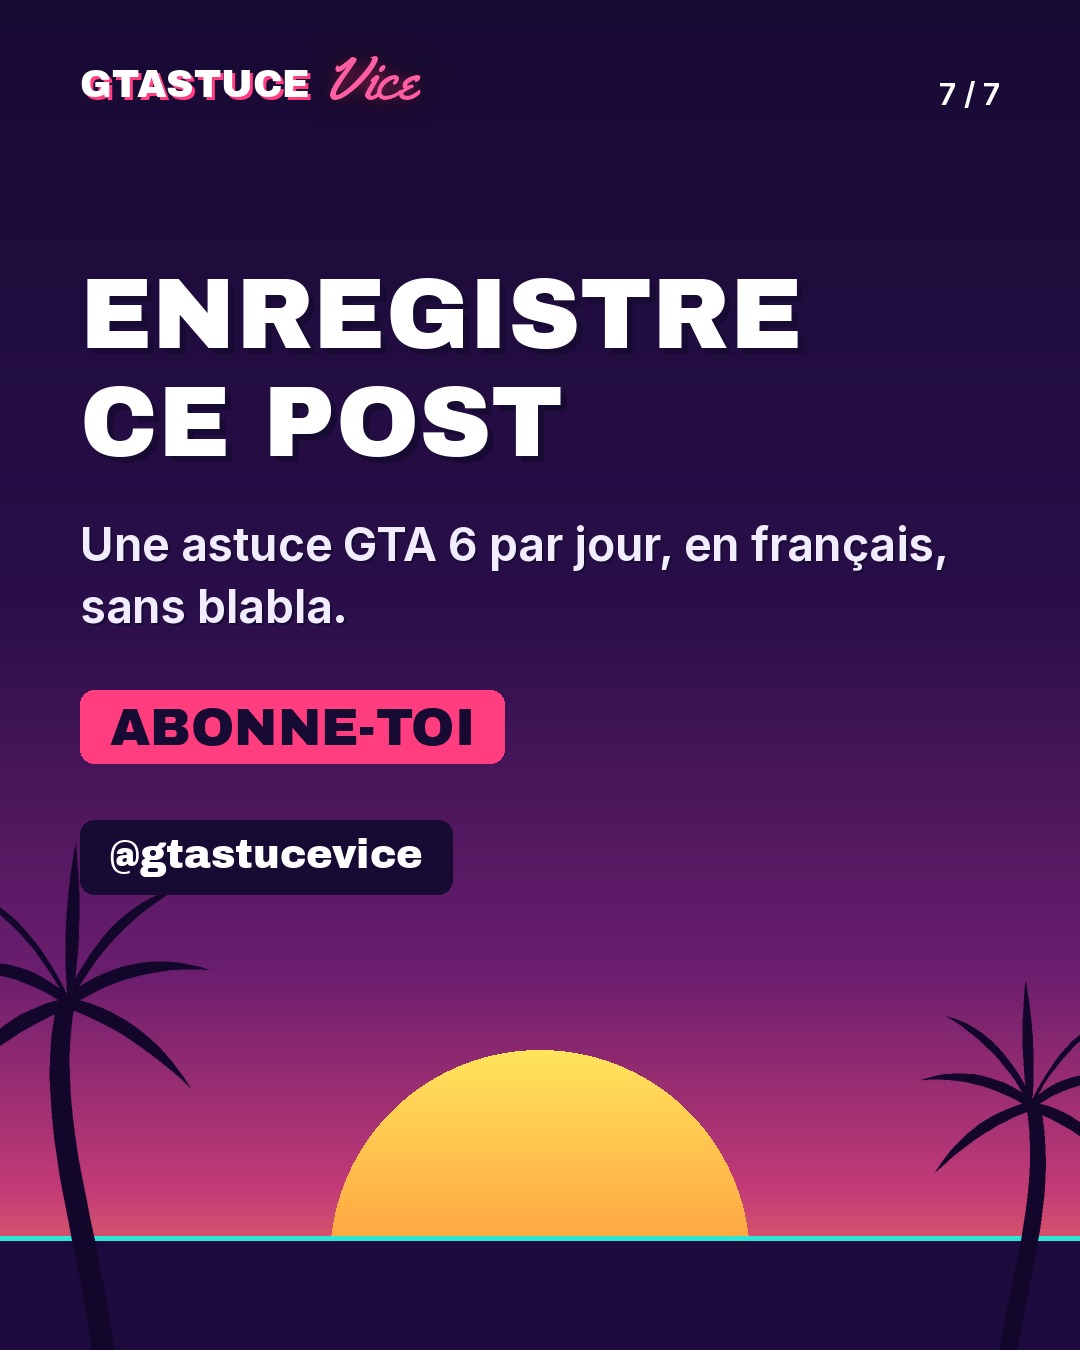 GTASTUCE Vice
7 / 7
ENREGISTRE
CE POST
Une astuce GTA 6 par jour, en français,
sans blabla.
ABONNE-TOI
@gtastucevice